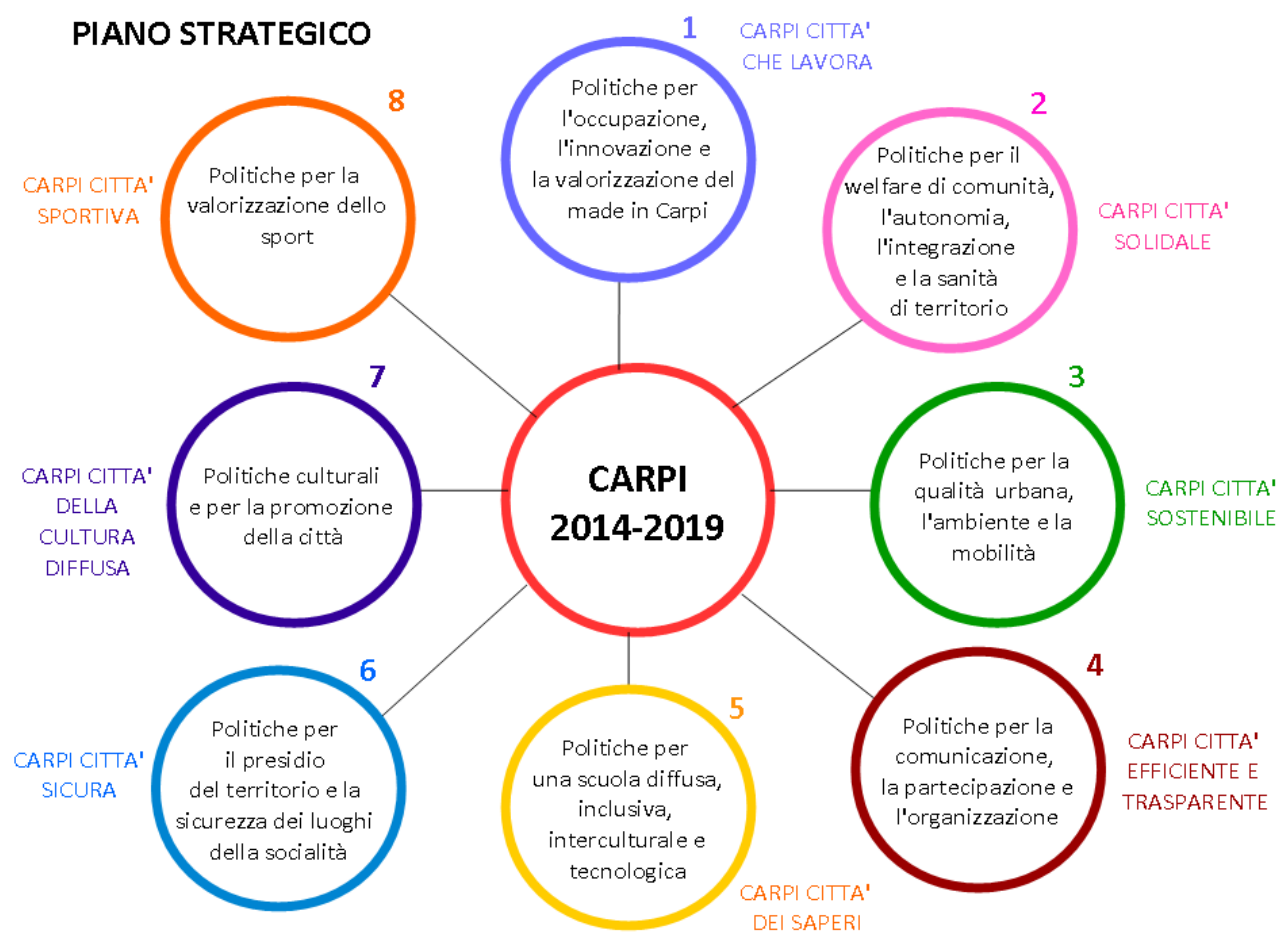 PIANO STRATEGICO
1
CARPI CITTA'
CHE LAVORA
Politiche per
l'occupazione,
l'innovazione e
la valorizzazione del
made in Carpi
2
CARPI CITTA'
SOLIDALE
Politiche per il
welfare di comunità,
l'autonomia,
l'integrazione
e la sanità
di territorio
3
CARPI CITTA'
SOSTENIBILE
Politiche per la
qualità urbana,
l'ambiente e la
mobilità
4
CARPI CITTA'
EFFICIENTE E
TRASPARENTE
Politiche per la
comunicazione,
la partecipazione e
l'organizzazione
5
CARPI CITTA'
DEI SAPERI
Politiche per
una scuola diffusa,
inclusiva,
interculturale e
tecnologica
6
CARPI CITTA'
SICURA
Politiche per
il presidio
del territorio e la
sicurezza dei luoghi
della socialità
7
CARPI CITTA'
DELLA
CULTURA
DIFFUSA
Politiche culturali
e per la promozione
della città
8
CARPI CITTA'
SPORTIVA
Politiche per la
valorizzazione dello
sport
CARPI
2014-2019